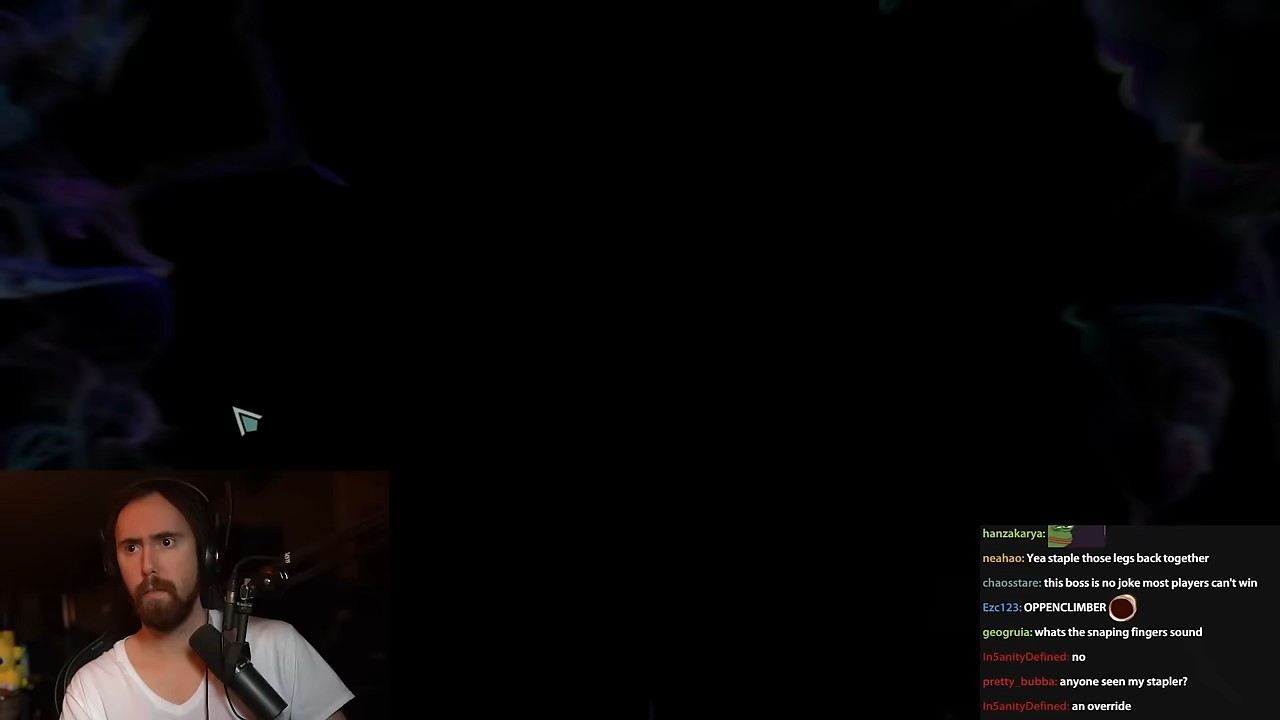 hanzakarya:
neahao: Yea staple those legs back together
chaosstare: this boss is no joke most players can't win
Ezc123: OPPENCLIMBER
geogruia: whats the snaping fingers sound
In5anityDefined: no
pretty_bubba: anyone seen my stapler?
In5anityDefined: an override